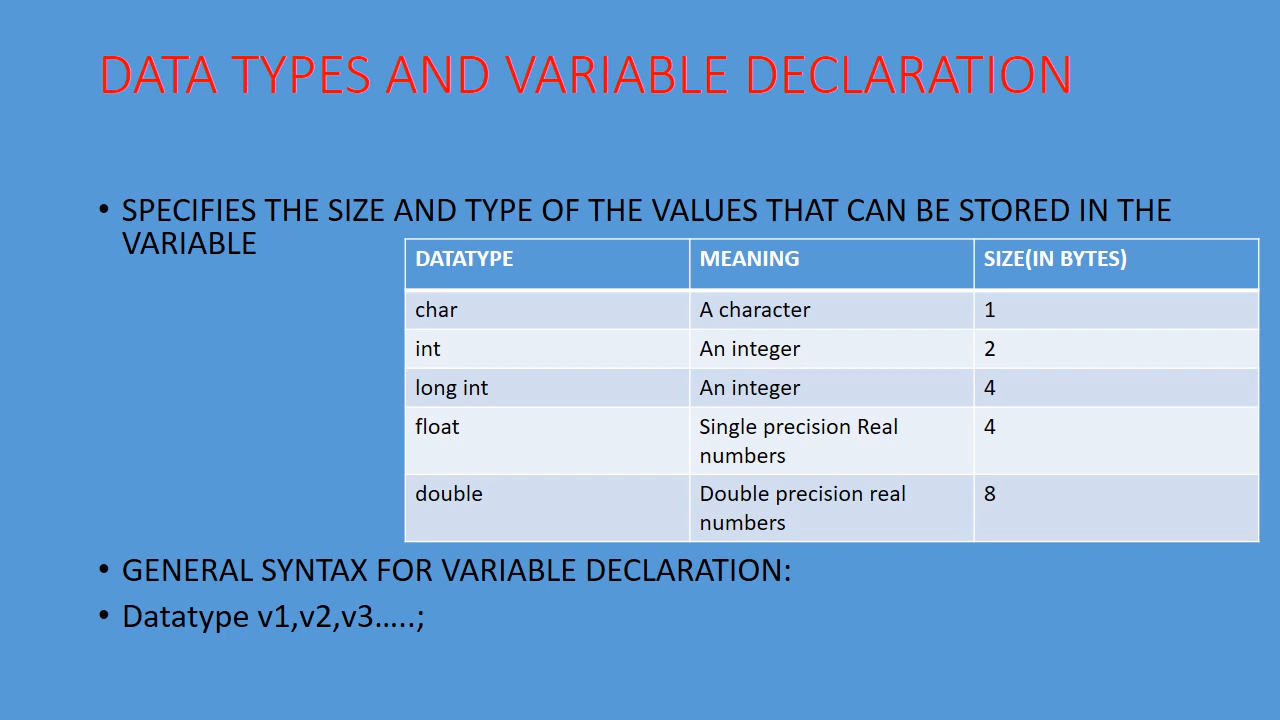 DATA TYPES AND VARIABLE DECLARATION
• SPECIFIES THE SIZE AND TYPE OF THE VALUES THAT CAN BE STORED IN THE
VARIABLE
DATATYPE MEANING SIZE(IN BYTES)
char A character 1
int An integer 2
long int An integer 4
float Single precision Real 4
numbers
double Double precision real 8
numbers
• GENERAL SYNTAX FOR VARIABLE DECLARATION:
• Datatype v1,v2,v3.....;